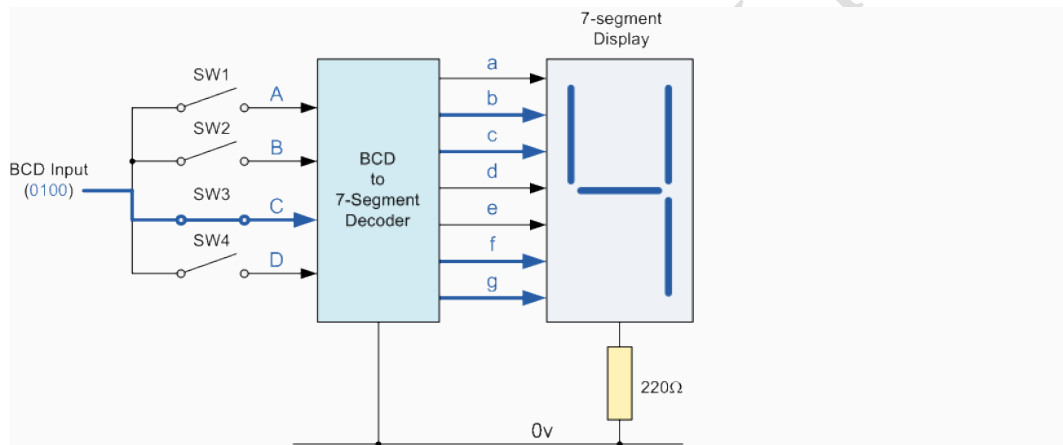 7-segment
Display
SW1
A
SW2
B
BCD Input
(0100)
SW3
C
SW4
D
BCD
to
7-Segment
Decoder
a
b
c
d
e
f
g
220Ω
0v